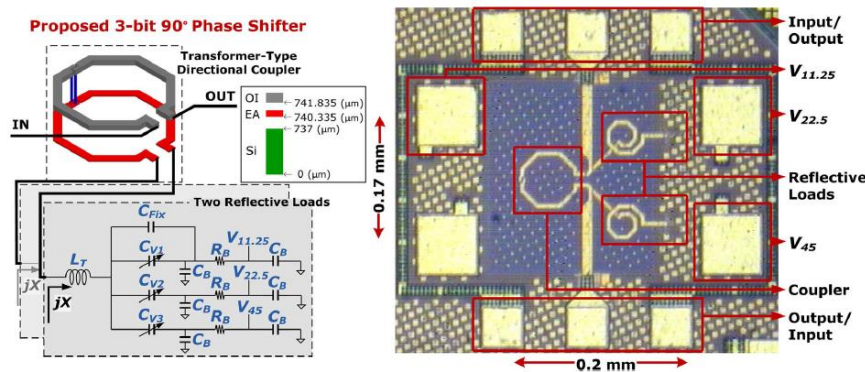 Proposed 3-bit 90° Phase Shifter
Transformer-Type
Directional Coupler
OUT
IN
OI
EA
Si
741.835 (μm)
740.335 (μm)
737 (μm)
0 (μm)
Two Reflective Loads
C_Fix
L_T
C_V1
R_B
V_11.25
C_B
C_B
jX
jX
C_V2
R_B
V_22.5
C_B
C_B
C_V3
R_B
V_45
C_B
C_B
Input/
Output
V_11.25
V_22.5
Reflective
Loads
V_45
Coupler
Output/
Input
0.17 mm
0.2 mm